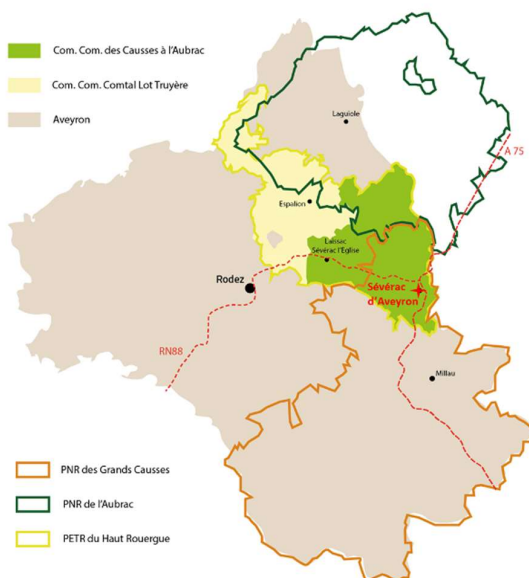 Com. Com. des Causses à l'Aubrac
Com. Com. Comtal Lot Truyère
Aveyron
Laguiole
A 75
Espalion
Laissac
Sévérac l'Église
Rodez
Sévérac
d'Aveyron
RN88
Millau
PNR des Grands Causses
PNR de l'Aubrac
PETR du Haut Rouergue